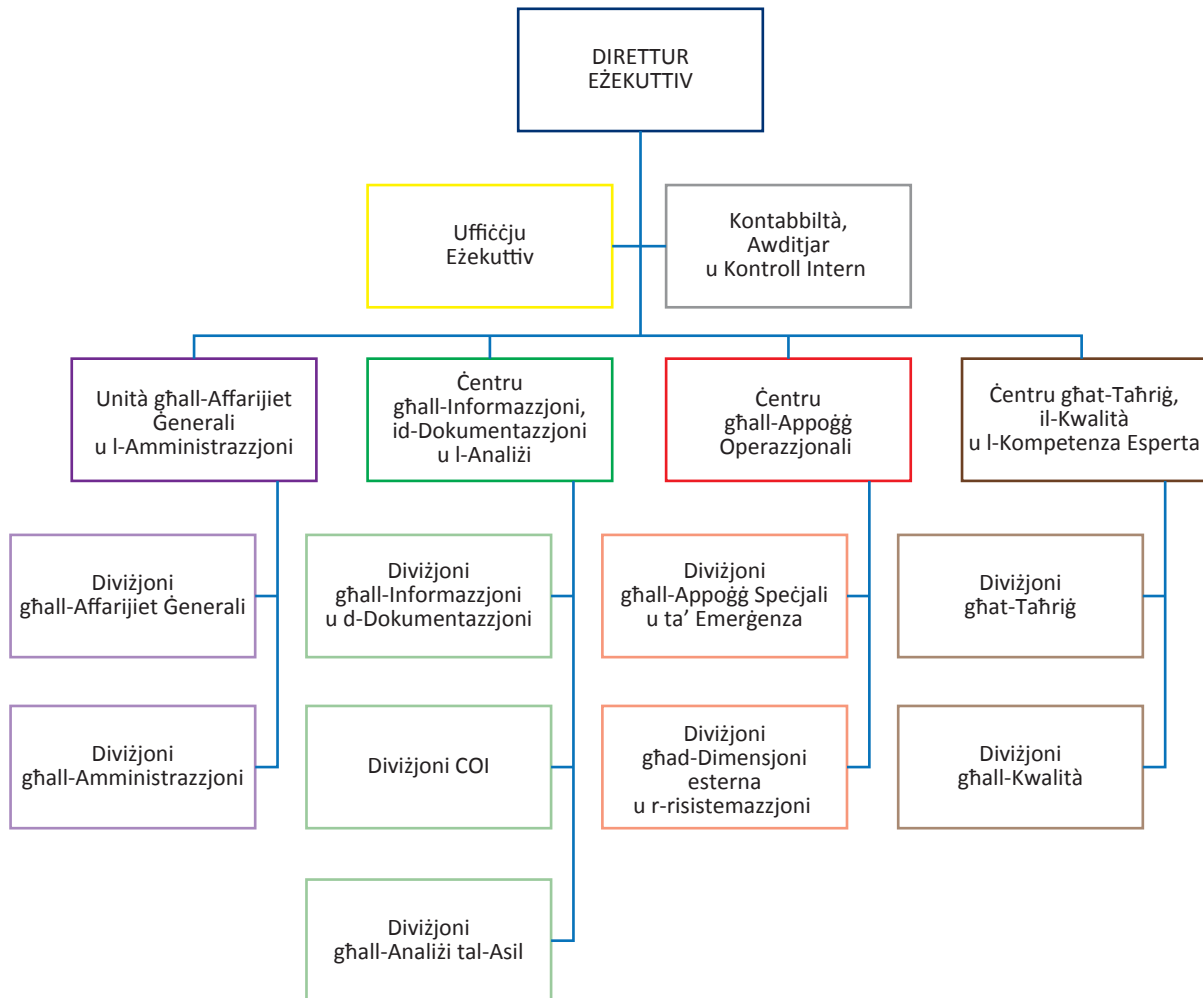 DIRETTUR
EŻEKUTTIV
Uffiċċju
Eżekuttiv
Kontabbiltà,
Awditjar
u Kontroll Intern
Unità għall-Affarijiet
Ġenerali
u l-Amministrazzjoni
Ċentru
għall-Informazzjoni,
id-Dokumentazzjoni
u l-Analiżi
Ċentru
għall-Appoġġ
Operazzjonali
Ċentru għat-Taħriġ,
il-Kwalità
u l-Kompetenza Esperta
Diviżjoni
għall-Affarijiet Ġenerali
Diviżjoni
għall-Informazzjoni
u d-Dokumentazzjoni
Diviżjoni
għall-Appoġġ Speċjali
u ta’ Emerġenza
Diviżjoni
għat-Taħriġ
Diviżjoni
għall-Amministrazzjoni
Diviżjoni COI
Diviżjoni
għad-Dimensjoni
esterna
u r-risistemazzjoni
Diviżjoni
għall-Kwalità
Diviżjoni
għall-Analiżi tal-Asil